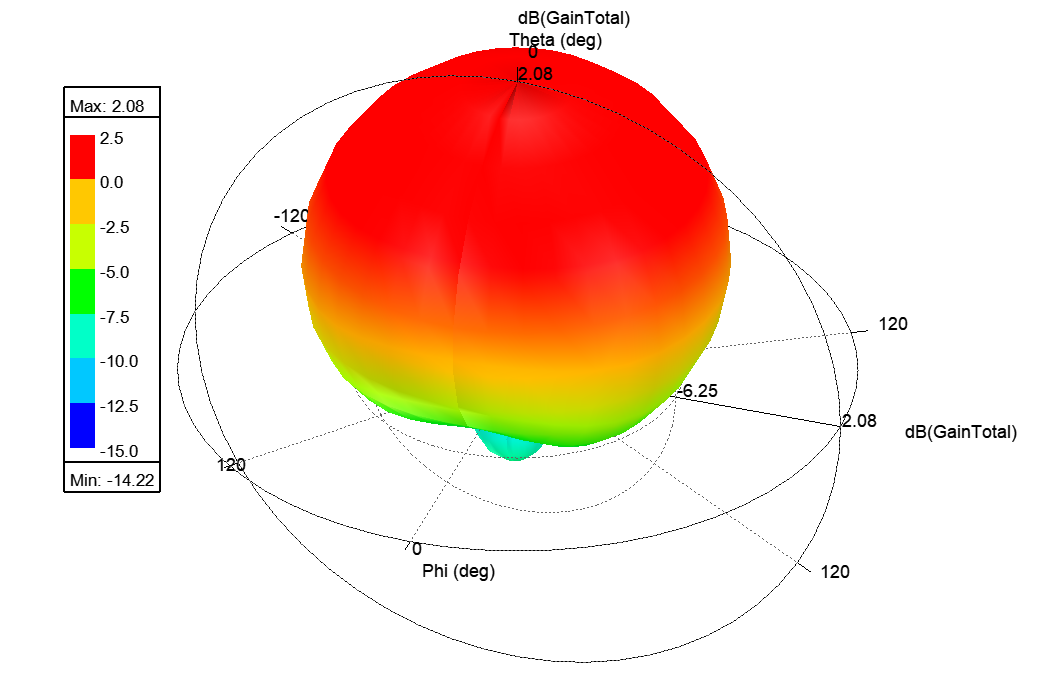 dB(GainTotal)
Theta (deg)
0
2.08
Max: 2.08
2.5
0.0
-2.5
-5.0
-7.5
-10.0
-12.5
-15.0
Min: -14.22
-120
120
-6.25
2.08
dB(GainTotal)
120
0
Phi (deg)
120